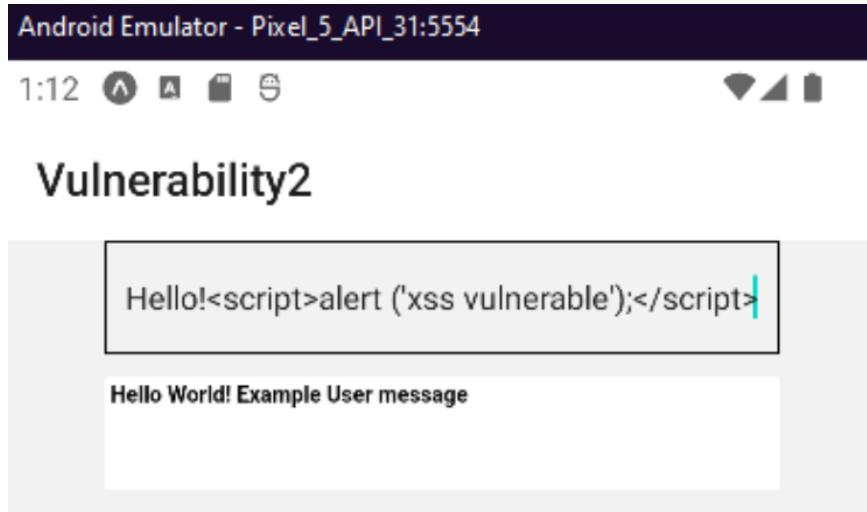 Android Emulator - Pixel_5_API_31:5554
1:12
Vulnerability2
Hello!<script>alert ('xss vulnerable');</script>
Hello World! Example User message